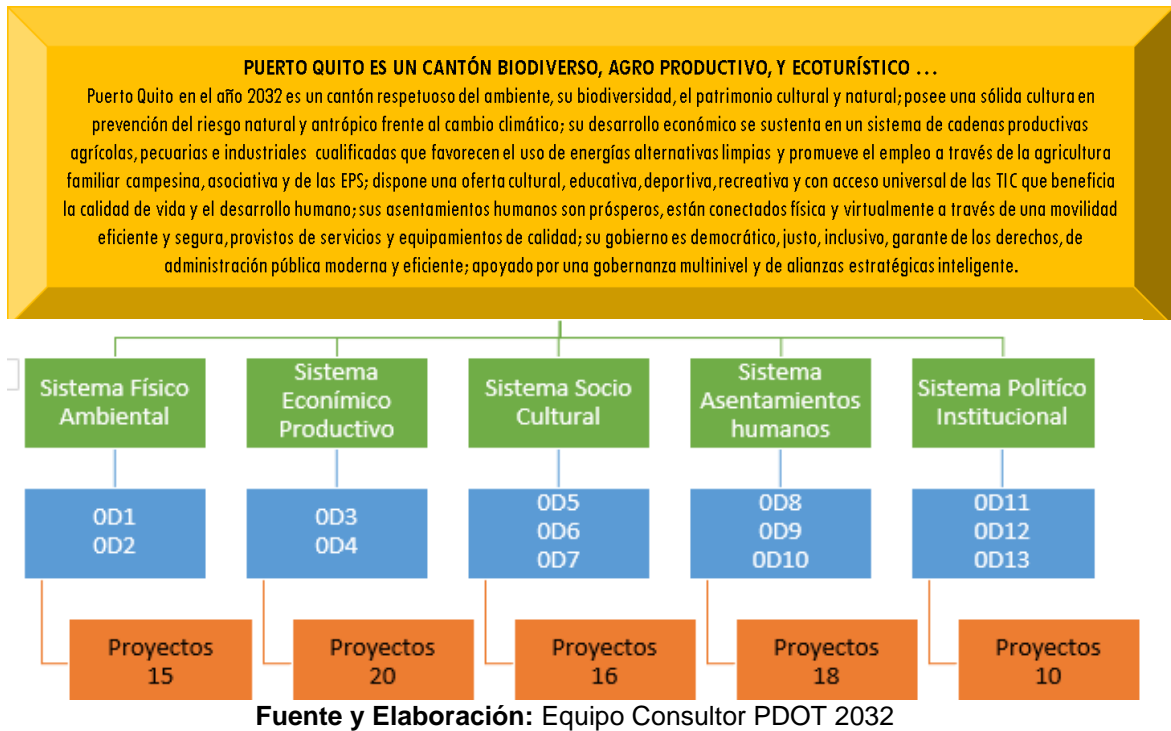 PUERTO QUITO ES UN CANTÓN BIODIVERSO, AGRO PRODUCTIVO, Y ECOTURÍSTICO ...
Puerto Quito en el año 2032 es un cantón respetuoso del ambiente, su biodiversidad, el patrimonio cultural y natural; posee una sólida cultura en
prevención del riesgo natural y antrópico frente al cambio climático; su desarrollo económico se sustenta en un sistema de cadenas productivas
agrícolas, pecuarias e industriales cualificadas que favorecen el uso de energías alternativas limpias y promueve el empleo a través de la agricultura
familiar campesina, asociativa y de las EPS; dispone una oferta cultural, educativa, deportiva, recreativa y con acceso universal de las TIC que beneficia
la calidad de vida y el desarrollo humano; sus asentamientos humanos son prósperos, están conectados física y virtualmente a través de una movilidad
eficiente y segura, provistos de servicios y equipamientos de calidad; su gobierno es democrático, justo, inclusivo, garante de los derechos, de
administración pública moderna y eficiente; apoyado por una gobernanza multinivel y de alianzas estratégicas inteligente.
Sistema Físico
Ambiental
Sistema
Económico
Productivo
Sistema Socio
Cultural
Sistema
Asentamientos
humanos
Sistema Politíco
Institucional
0D1
0D2
0D3
0D4
0D5
0D6
0D7
0D8
0D9
0D10
0D11
0D12
0D13
Proyectos
15
Proyectos
20
Proyectos
16
Proyectos
18
Proyectos
10
Fuente y Elaboración: Equipo Consultor PDOT 2032